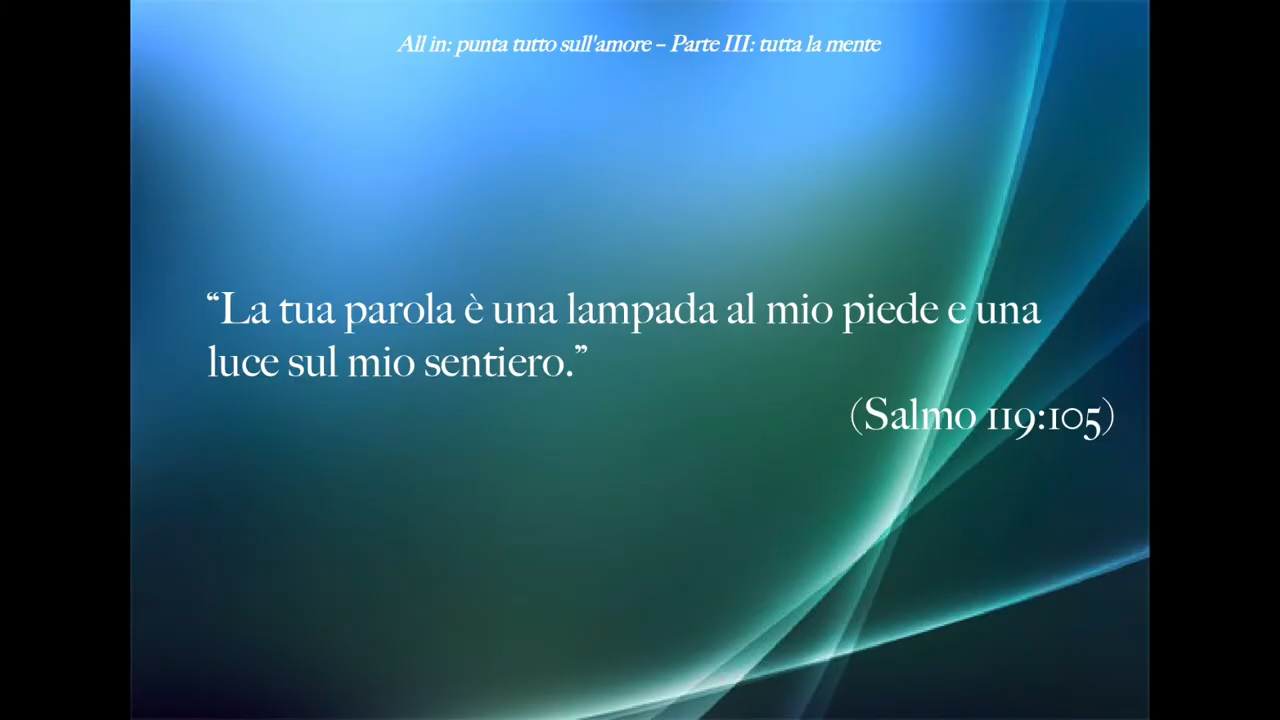 All in: punta tutto sull'amore – Parte III: tutta la mente
“La tua parola è una lampada al mio piede e una
luce sul mio sentiero.”
(Salmo 119:105)